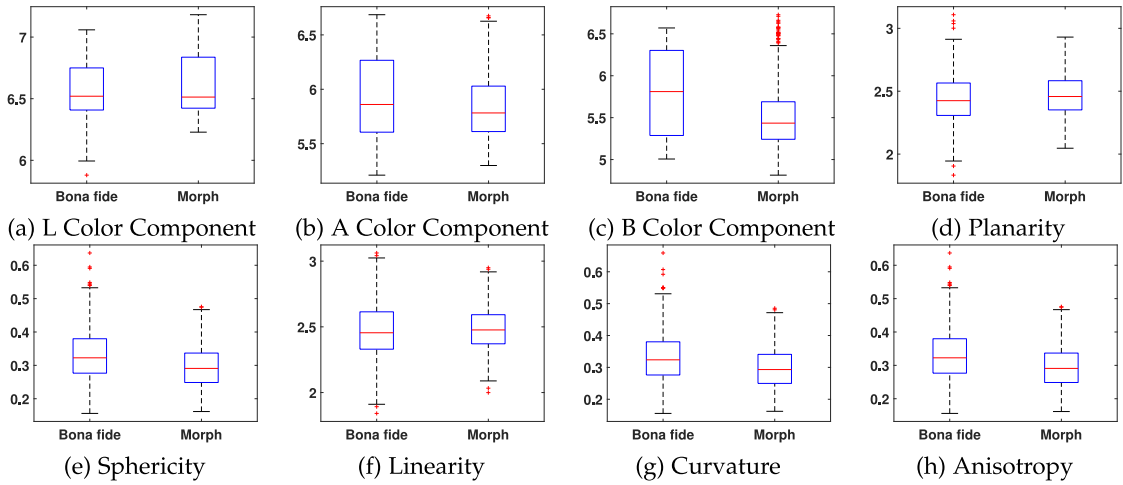 7
6.5
6
Bona fide Morph
(a) L Color Component
6.5
6
5.5
Bona fide Morph
(b) A Color Component
6.5
6
5.5
5
Bona fide Morph
(c) B Color Component
3
2.5
2
Bona fide Morph
(d) Planarity
0.6
0.5
0.4
0.3
0.2
Bona fide Morph
(e) Sphericity
3
2.5
2
Bona fide Morph
(f) Linearity
0.6
0.5
0.4
0.3
0.2
Bona fide Morph
(g) Curvature
0.6
0.5
0.4
0.3
0.2
Bona fide Morph
(h) Anisotropy